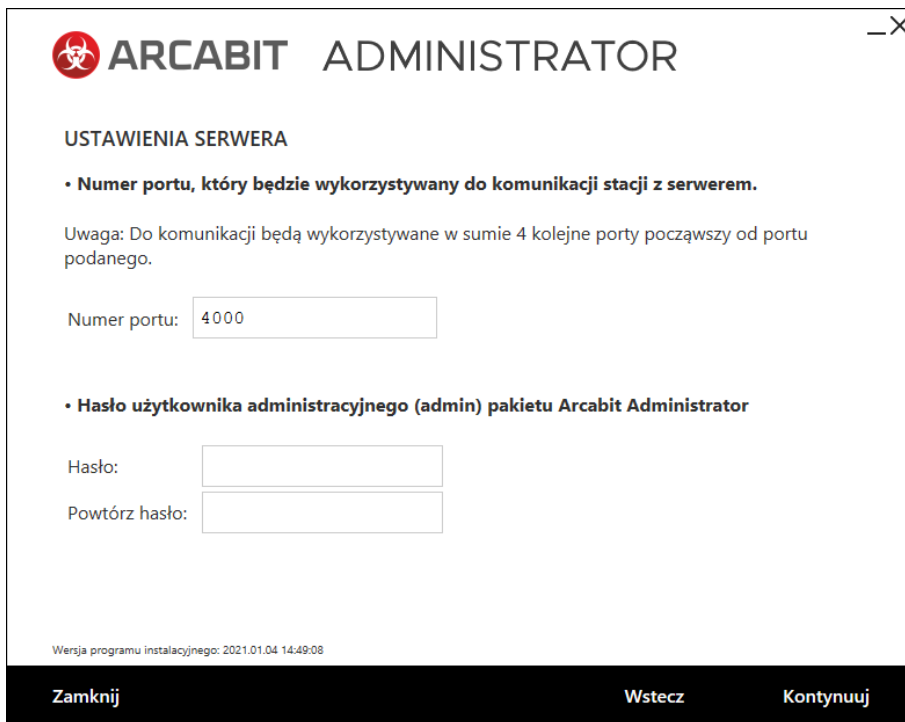 ARCABIT ADMINISTRATOR
USTAWIENIA SERWERA
• Numer portu, który będzie wykorzystywany do komunikacji stacji z serwerem.
Uwaga: Do komunikacji będą wykorzystywane w sumie 4 kolejne porty począwszy od portu
podanego.
Numer portu: 4000
• Hasło użytkownika administracyjnego (admin) pakietu Arcabit Administrator
Hasło:
Powtórz hasło:
Wersja programu instalacyjnego: 2021.01.04 14:49:08
Zamknij Wstecz Kontynuuj